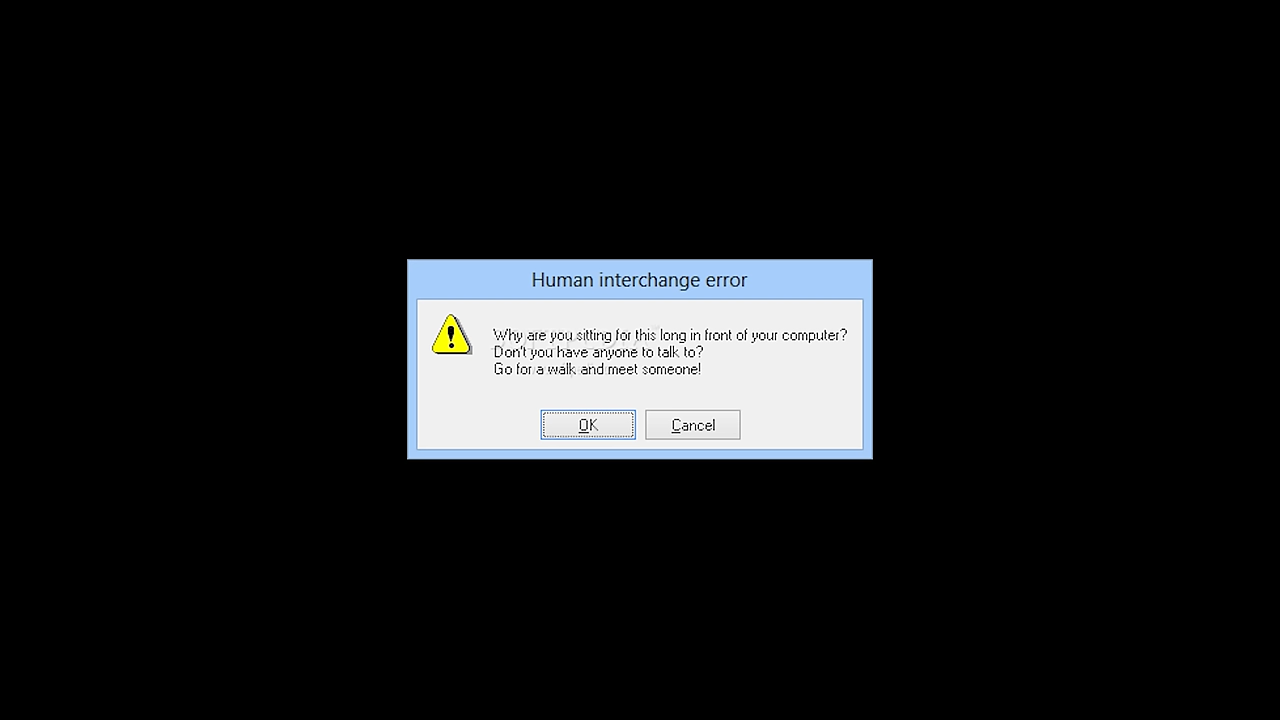 Human interchange error
Why are you sitting for this long in front of your computer?
Don't you have anyone to talk to?
Go for a walk and meet someone!
OK
Cancel